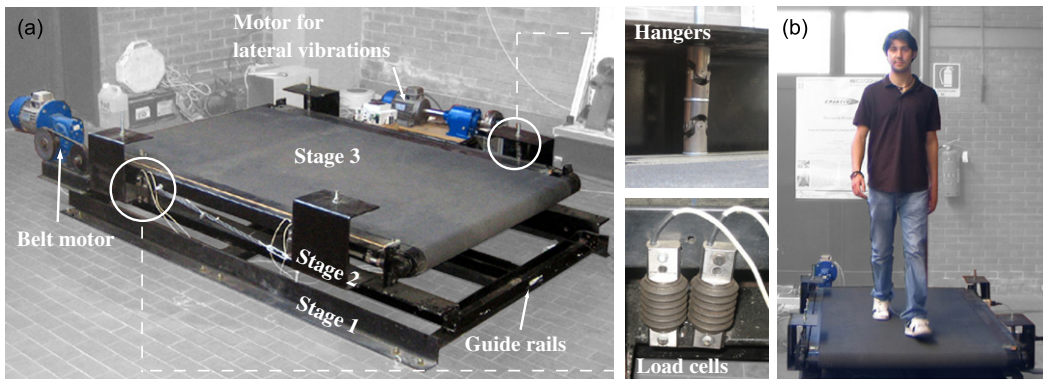 (a)
Motor for
lateral vibrations
Stage 3
Belt motor
Stage 2
Stage 1
Guide rails
Hangers
Load cells
(b)